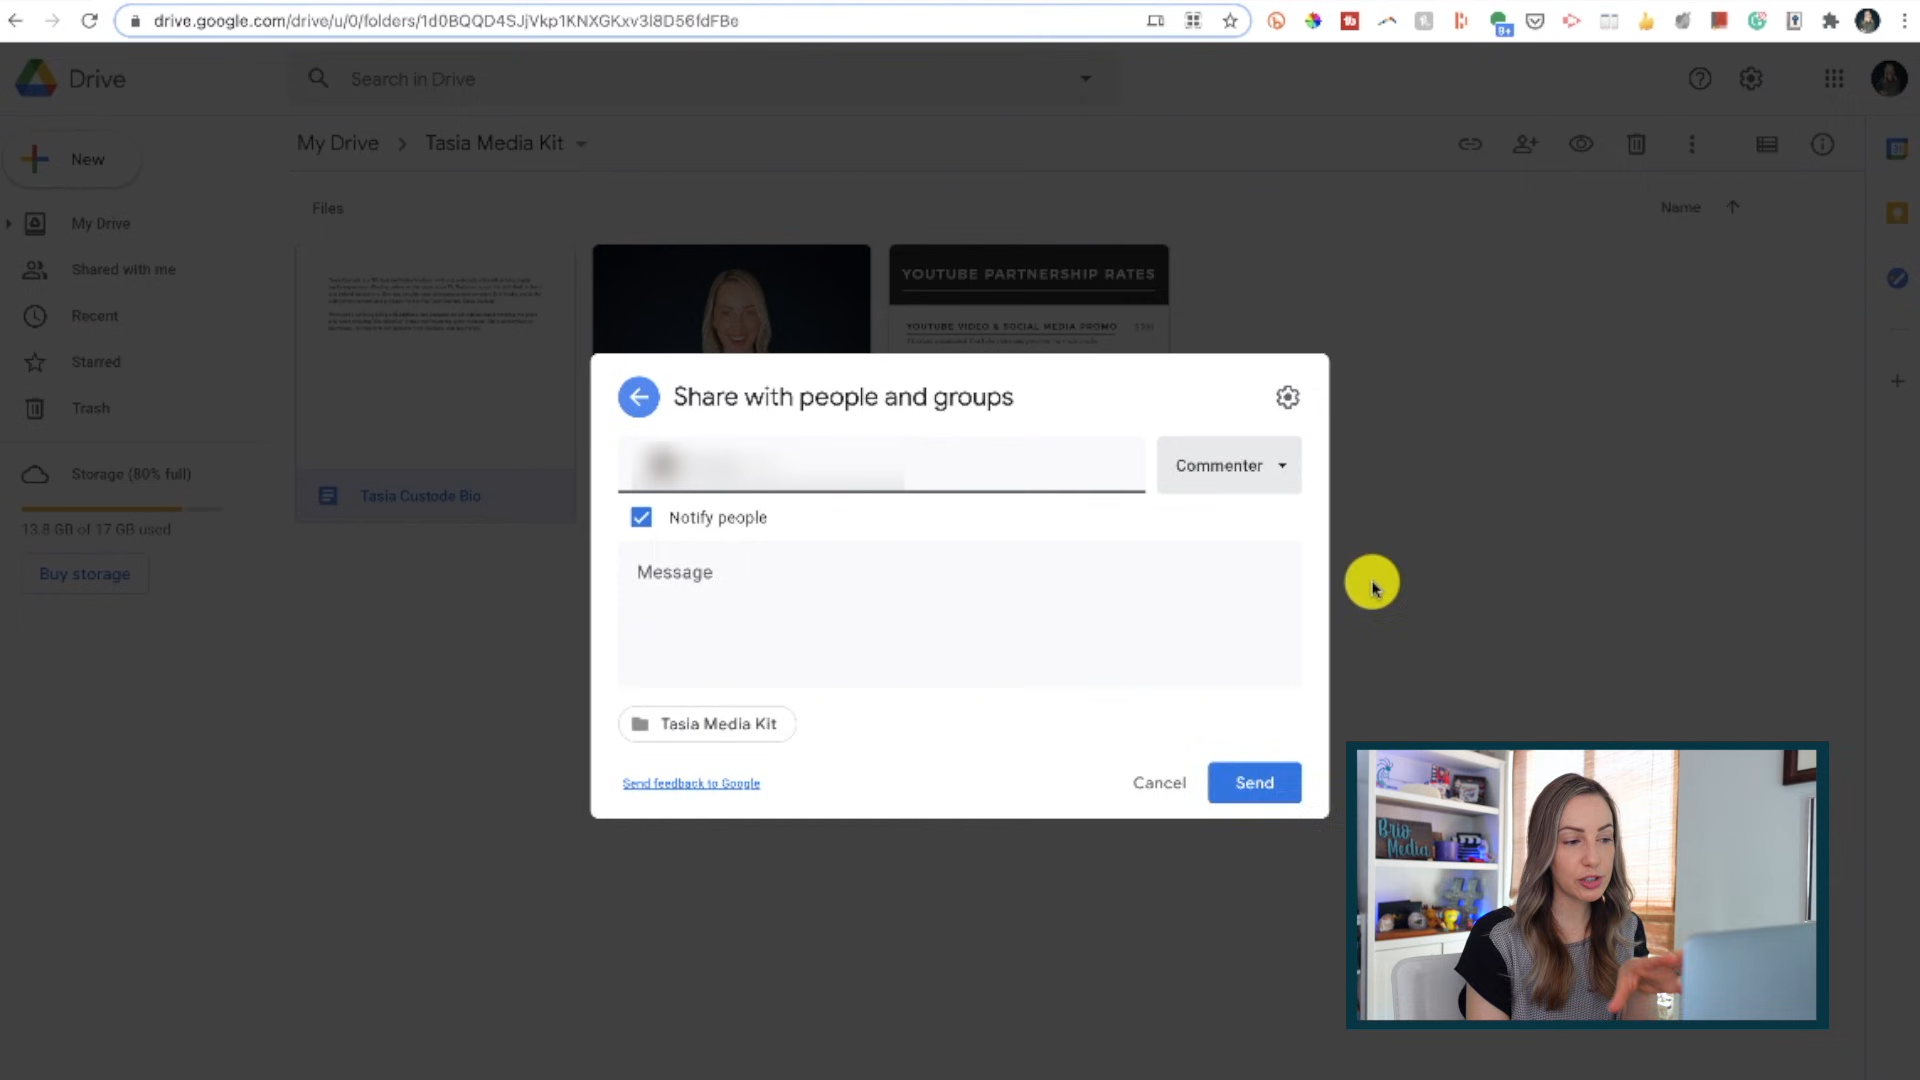 drive.google.com/drive/u/0/folders/1d0BQQD4SJjVkp1KNXGKxv3l8D56fdFBe
9+
Drive
Search in Drive
My Drive
Tasia Media Kit
New
Files
Name
My Drive
Shared with me
Recent
Starred
Trash
Storage (80% full)
13.8 GB of 17 GB used
Buy storage
Tasia Custode Bio
YOUTUBE PARTNERSHIP RATES
YOUTUBE VIDEO & SOCIAL MEDIA PROMO
Share with people and groups
Commenter
Notify people
Message
Tasia Media Kit
Send feedback to Google
Cancel
Send
Brio
Media